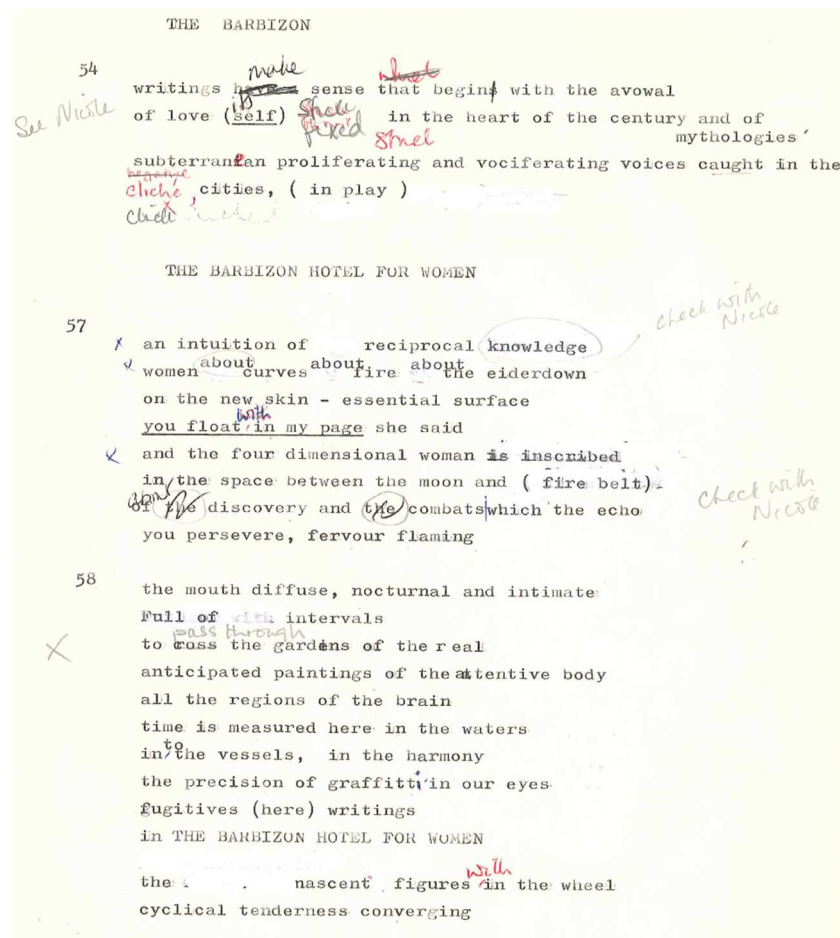 THE BARBIZON
54
make what
writings have sense that begins with the avowal
See Nicole
of love (self) its fixed in the heart of the century and of
mythologies'
subterranean proliferating and vociferating voices caught in the
cliché, cities, ( in play )
THE BARBIZON HOTEL FOR WOMEN
check with Nicole
57
x an intuition of reciprocal knowledge
women about curves about fire about the eiderdown
on the new skin - essential surface
with
you float, in my page she said
and the four dimensional woman is inscribed
in/the space between the moon and ( fire belt).
check with Nicole
of the discovery and the combats which the echo
you persevere, fervour flaming
58
the mouth diffuse, nocturnal and intimate
Full of with intervals
pass through
X to cross the gardens of the real
anticipated paintings of the attentive body
all the regions of the brain
time is measured here in the waters
in/to the vessels, in the harmony
the precision of graffitti in our eyes
fugitives (here) writings
in THE BARBIZON HOTEL FOR WOMEN
with
the nascent figures in the wheel
cyclical tenderness converging